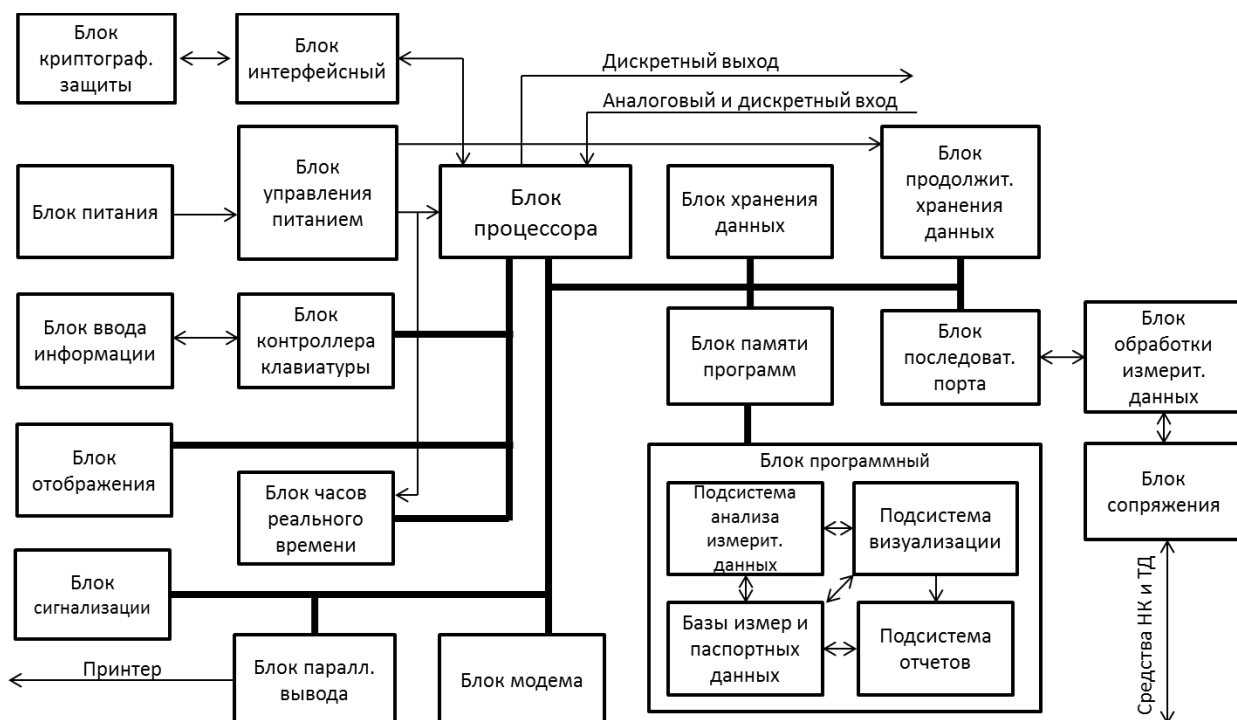 Блок
криптограф.
защиты
Блок
интерфейсный
Дискретный выход
Аналоговый и дискретный вход
Блок питания
Блок
управления
питанием
Блок
процессора
Блок хранения
данных
Блок
продолжит.
хранения
данных
Блок ввода
информации
Блок
контроллера
клавиатуры
Блок памяти
программ
Блок
последоват.
порта
Блок
обработки
измерит.
данных
Блок
отображения
Блок часов
реального
времени
Блок программный
Подсистема
анализа
измерит.
данных
Подсистема
визуализации
Базы измер и
паспортных
данных
Подсистема
отчетов
Блок
сопряжения
Блок
сигнализации
Принтер
Блок паралл.
вывода
Блок модема
Средства НК и ТД